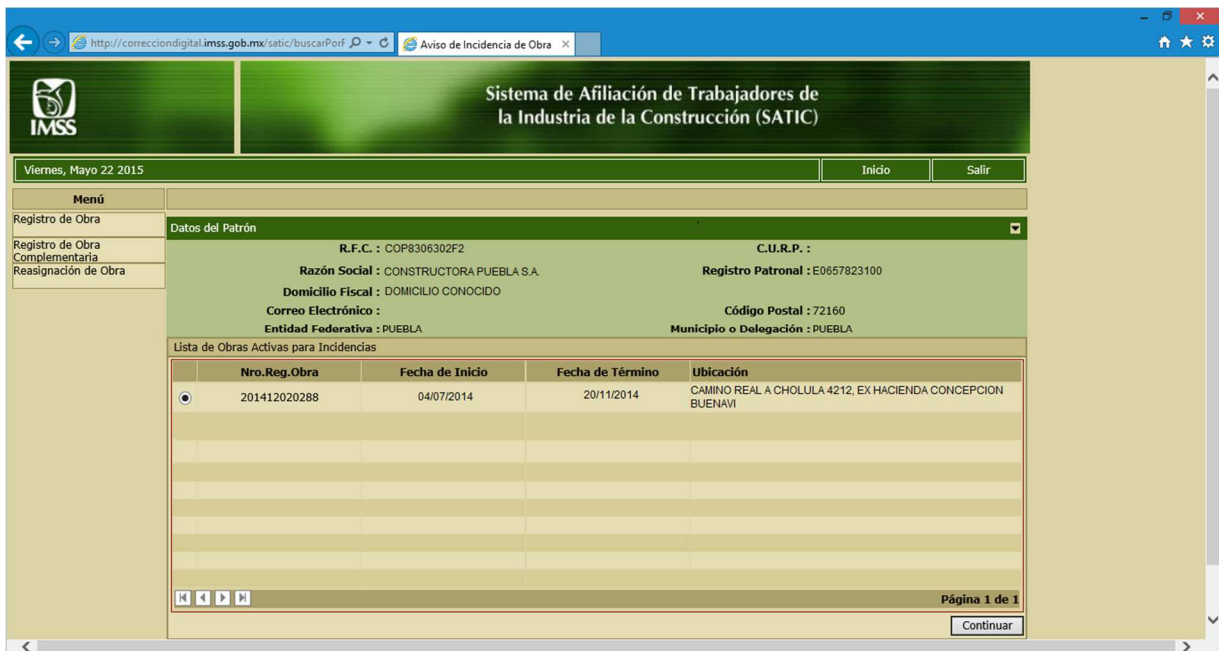 http://correcciondigital.imss.gob.mx/satic/buscarPorF
Aviso de Incidencia de Obra
IMSS
Sistema de Afiliación de Trabajadores de
la Industria de la Construcción (SATIC)
Viernes, Mayo 22 2015
Inicio
Salir
Menú
Registro de Obra
Registro de Obra
Complementaria
Reasignación de Obra
Datos del Patrón
R.F.C. : COP8306302F2 C.U.R.P. :
Razón Social : CONSTRUCTORA PUEBLA S.A. Registro Patronal : E0657823100
Domicilio Fiscal : DOMICILIO CONOCIDO
Correo Electrónico : Código Postal : 72160
Entidad Federativa : PUEBLA Municipio o Delegación : PUEBLA
Lista de Obras Activas para Incidencias
Nro.Reg.Obra Fecha de Inicio Fecha de Término Ubicación
201412020288 04/07/2014 20/11/2014 CAMINO REAL A CHOLULA 4212, EX HACIENDA CONCEPCION
BUENAVI
Página 1 de 1
Continuar